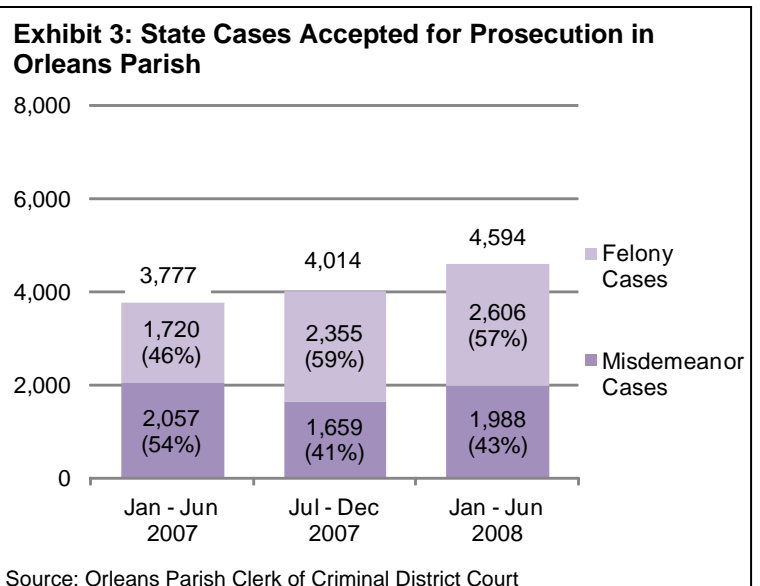 Exhibit 3: State Cases Accepted for Prosecution in
Orleans Parish
8,000
6,000
4,000
2,000
0
3,777
1,720
(46%)
2,057
(54%)
4,014
2,355
(59%)
1,659
(41%)
4,594
2,606
(57%)
1,988
(43%)
Felony
Cases
Misdemeanor
Cases
Jan - Jun
2007
Jul - Dec
2007
Jan - Jun
2008
Source: Orleans Parish Clerk of Criminal District Court